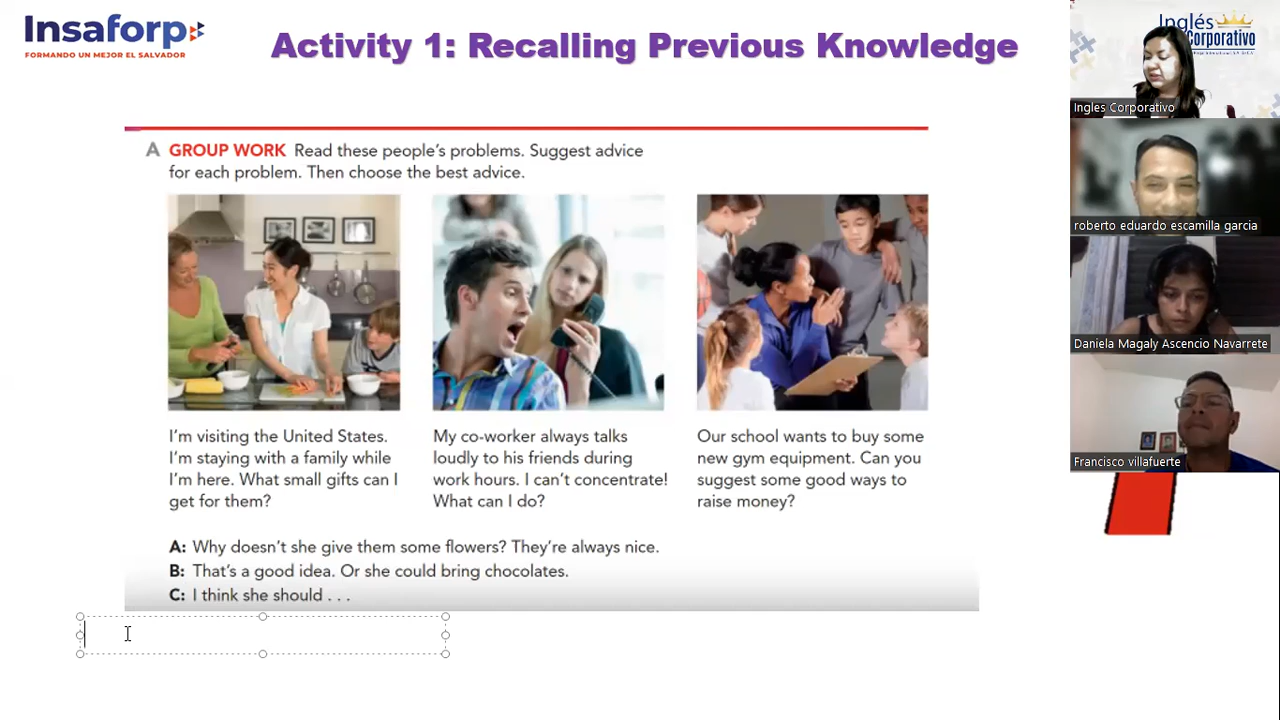 Insaforp
FORMANDO UN MEJOR EL SALVADOR
Activity 1: Recalling Previous Knowledge
A GROUP WORK Read these people's problems. Suggest advice
for each problem. Then choose the best advice.
I'm visiting the United States.
I'm staying with a family while
I'm here. What small gifts can I
get for them?
My co-worker always talks
loudly to his friends during
work hours. I can't concentrate!
What can I do?
Our school wants to buy some
new gym equipment. Can you
suggest some good ways to
raise money?
A: Why doesn't she give them some flowers? They're always nice.
B: That's a good idea. Or she could bring chocolates.
C: I think she should . . .
Inglés
Corporativo
Ingles Corporativo
roberto eduardo escamilla garcia
Daniela Magaly Ascencio Navarrete
Francisco villafuerte